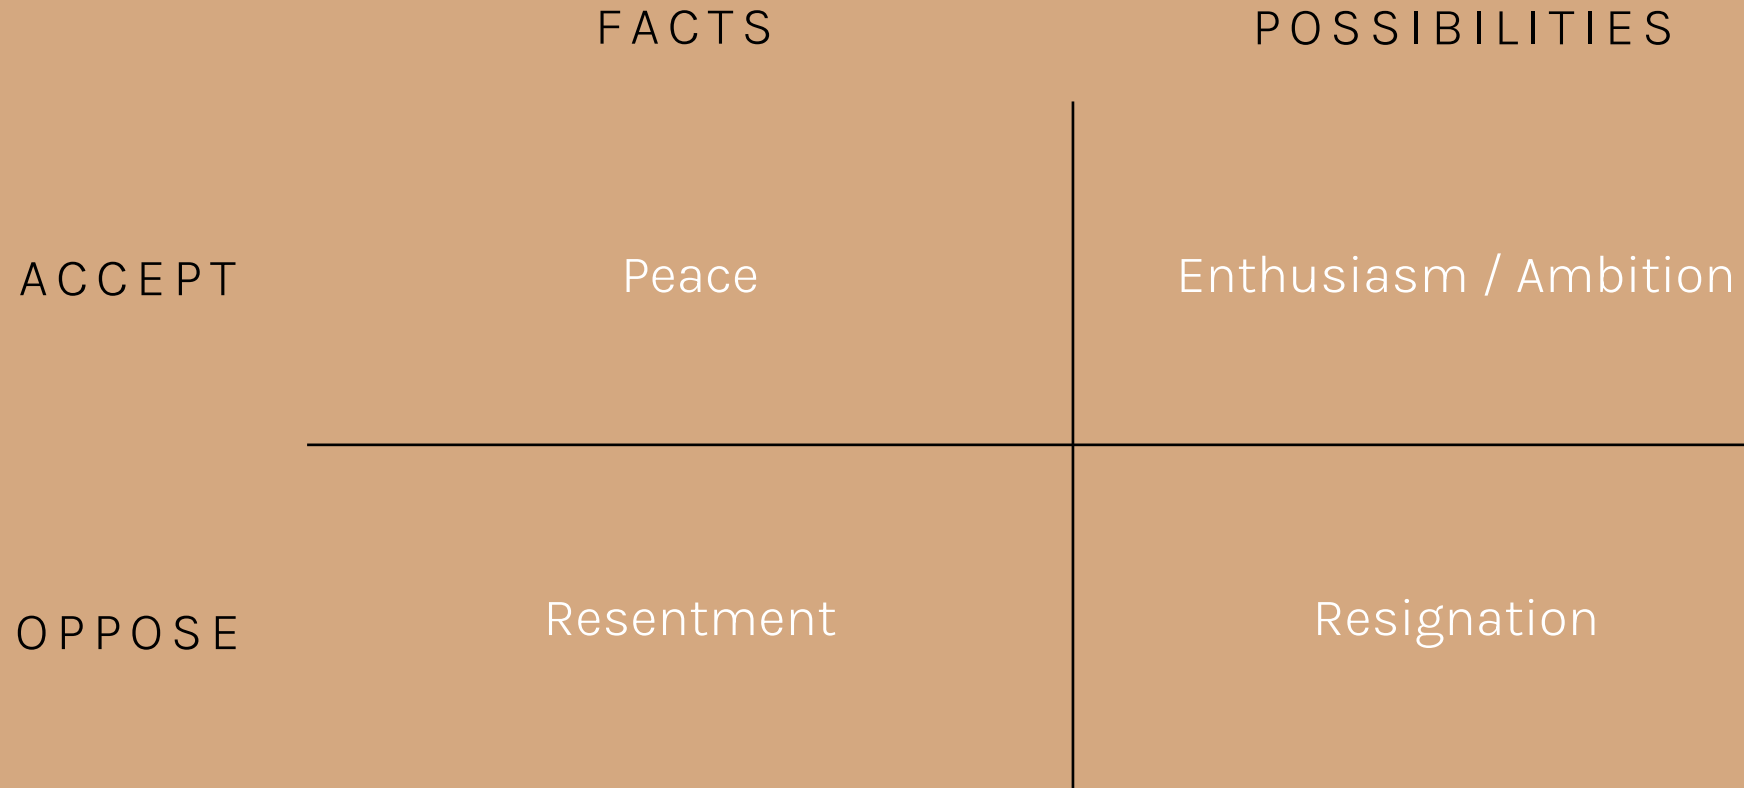 FACTS POSSIBILITIES
ACCEPT Peace Enthusiasm / Ambition
OPPOSE Resentment Resignation